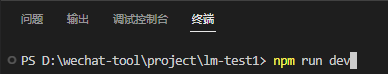 问题 输出 调试控制台 终端
PS D:\wechat-tool\project\lm-test1> npm run dev